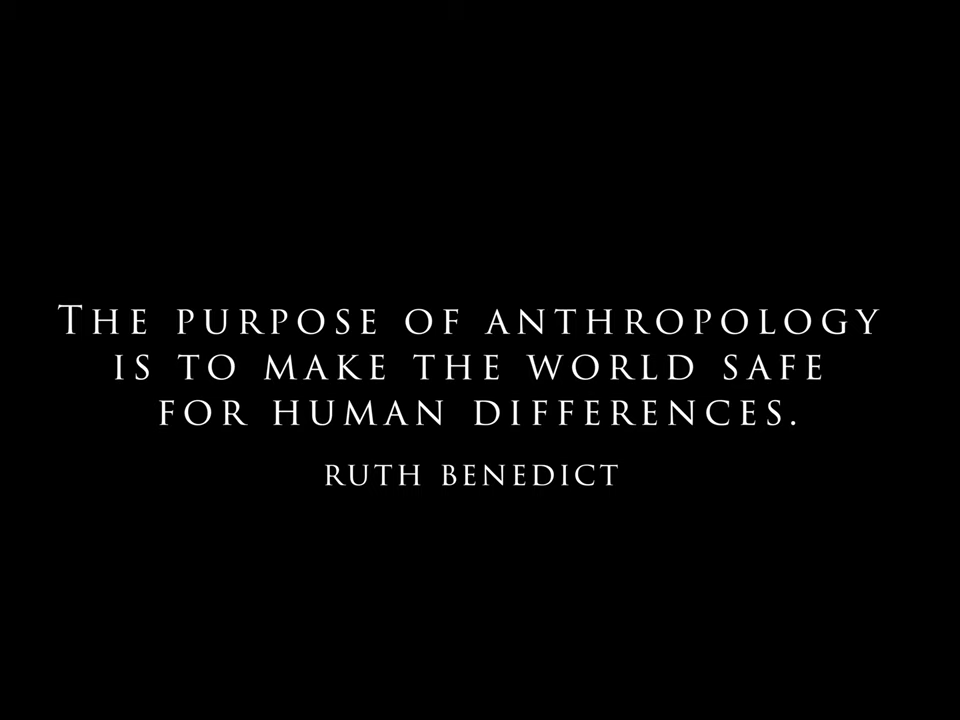 THE PURPOSE OF ANTHROPOLOGY
IS TO MAKE THE WORLD SAFE
FOR HUMAN DIFFERENCES.
RUTH BENEDICT